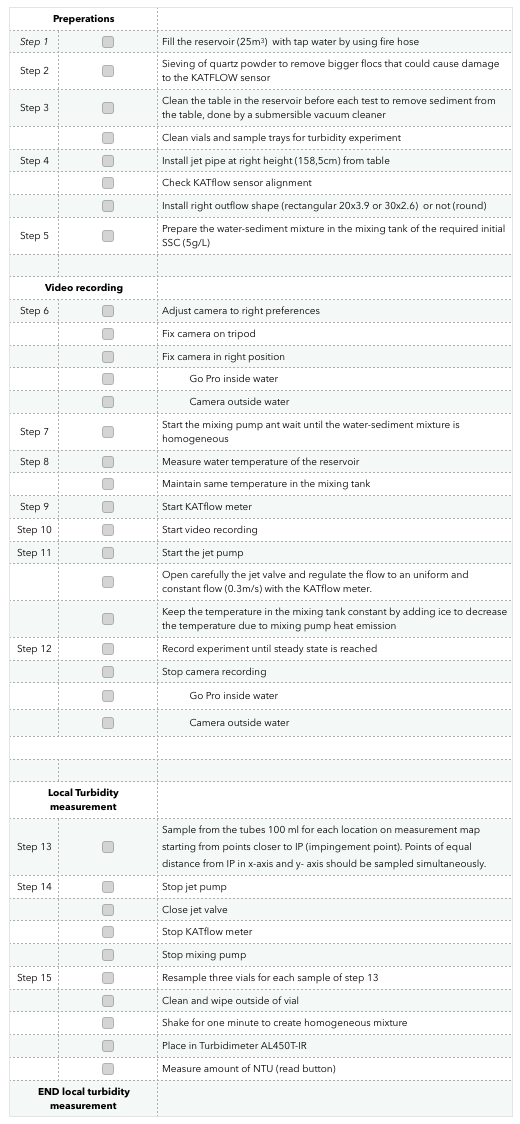 Preperations
Step 1 Fill the reservoir (25m³) with tap water by using fire hose
Step 2 Sieving of quartz powder to remove bigger flocs that could cause damage
to the KATFLOW sensor
Step 3 Clean the table in the reservoir before each test to remove sediment from
the table, done by a submersible vacuum cleaner
Clean vials and sample trays for turbidity experiment
Step 4 Install jet pipe at right height (158,5cm) from table
Check KATflow sensor alignment
Install right outflow shape (rectangular 20x3.9 or 30x2.6) or not (round)
Step 5 Prepare the water-sediment mixture in the mixing tank of the required initial
SSC (5g/L)
Video recording
Step 6 Adjust camera to right preferences
Fix camera on tripod
Fix camera in right position
Go Pro inside water
Camera outside water
Step 7 Start the mixing pump ant wait until the water-sediment mixture is
homogeneous
Step 8 Measure water temperature of the reservoir
Maintain same temperature in the mixing tank
Step 9 Start KATflow meter
Step 10 Start video recording
Step 11 Start the jet pump
Open carefully the jet valve and regulate the flow to an uniform and
constant flow (0.3m/s) with the KATflow meter.
Keep the temperature in the mixing tank constant by adding ice to decrease
the temperature due to mixing pump heat emission
Step 12 Record experiment until steady state is reached
Stop camera recording
Go Pro inside water
Camera outside water
Local Turbidity
measurement
Step 13 Sample from the tubes 100 ml for each location on measurement map
starting from points closer to IP (impingement point). Points of equal
distance from IP in x-axis and y- axis should be sampled simultaneously.
Step 14 Stop jet pump
Close jet valve
Stop KATflow meter
Stop mixing pump
Step 15 Resample three vials for each sample of step 13
Clean and wipe outside of vial
Shake for one minute to create homogeneous mixture
Place in Turbidimeter AL450T-IR
Measure amount of NTU (read button)
END local turbidity
measurement